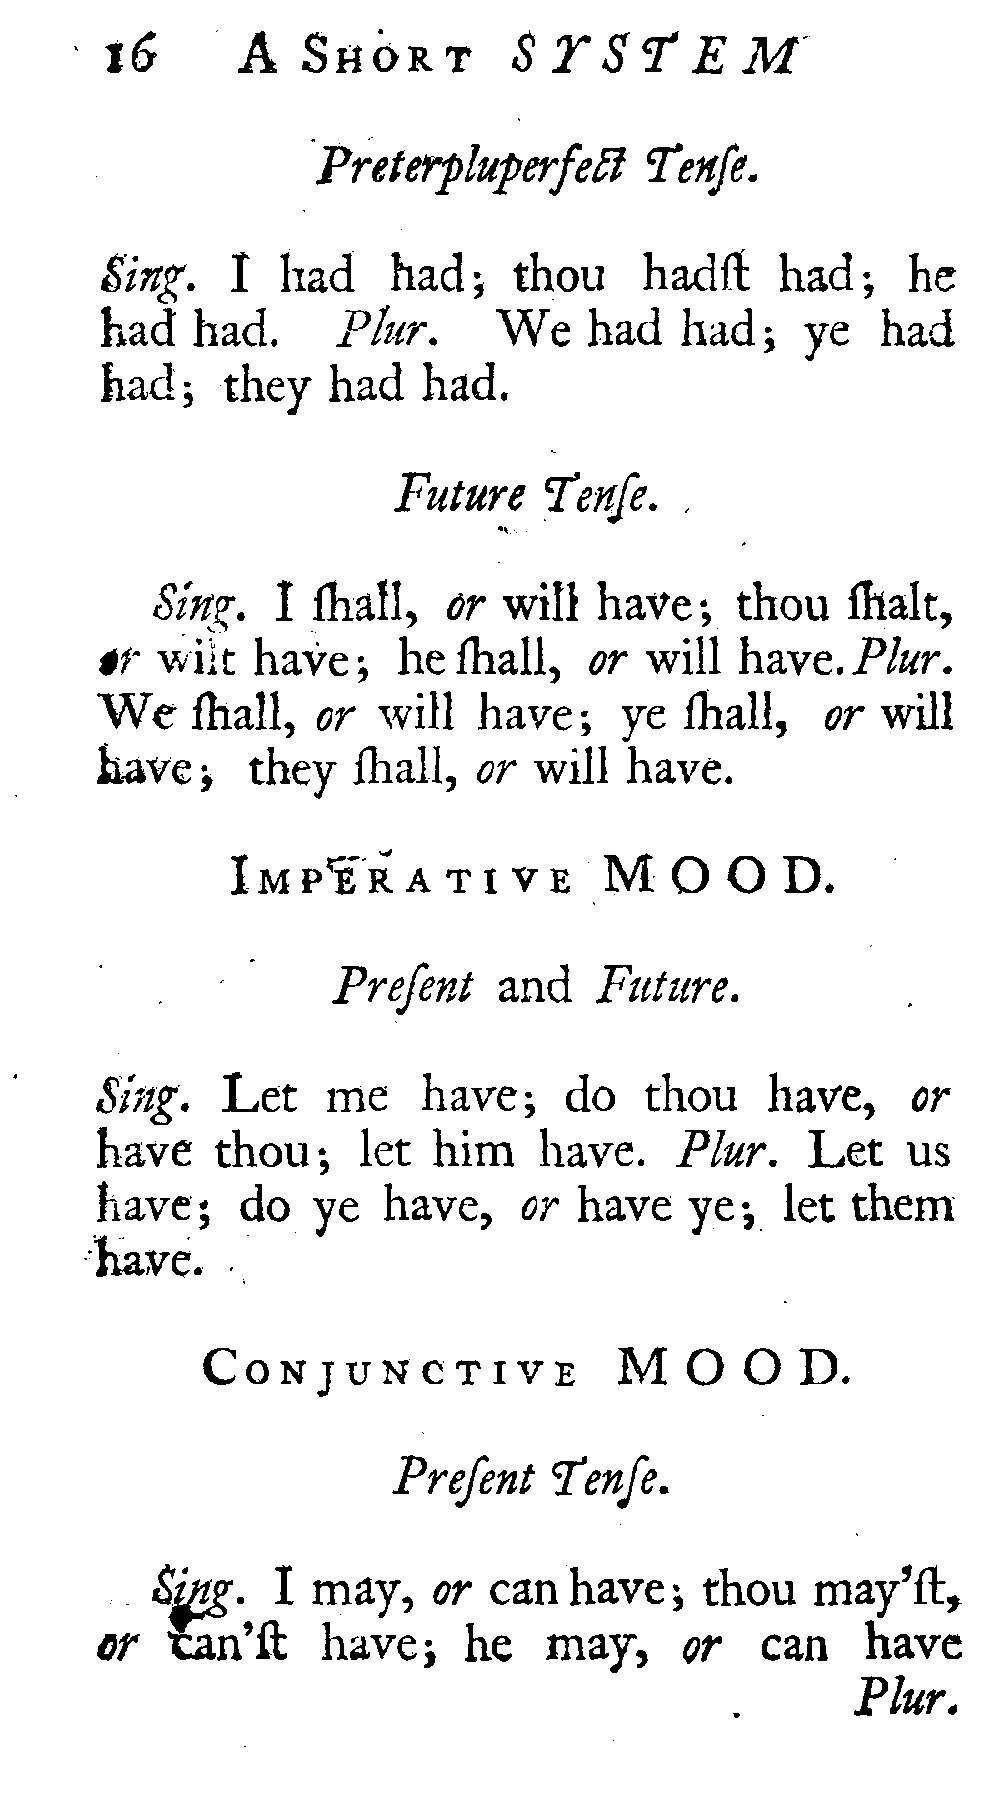 16 A SHORT SYSTEM
Preterpluperfect Tenſe.
Sing. I had had; thou hadſt had; he
had had. Plur. We had had; ye had
had; they had had.
Future Tenſe.
Sing. I ſhall, or will have; thou ſhalt,
or wilt have; he ſhall, or will have. Plur.
We ſhall, or will have; ye ſhall, or will
have; they ſhall, or will have.
IMPERATIVE MOOD.
Preſent and Future.
Sing. Let me have; do thou have, or
have thou; let him have. Plur. Let us
have; do ye have, or have ye; let them
have.
CONJUNCTIVE MOOD.
Preſent Tenſe.
Sing. I may, or can have; thou may'ſt,
or can'ſt have; he may, or can have
Plur.